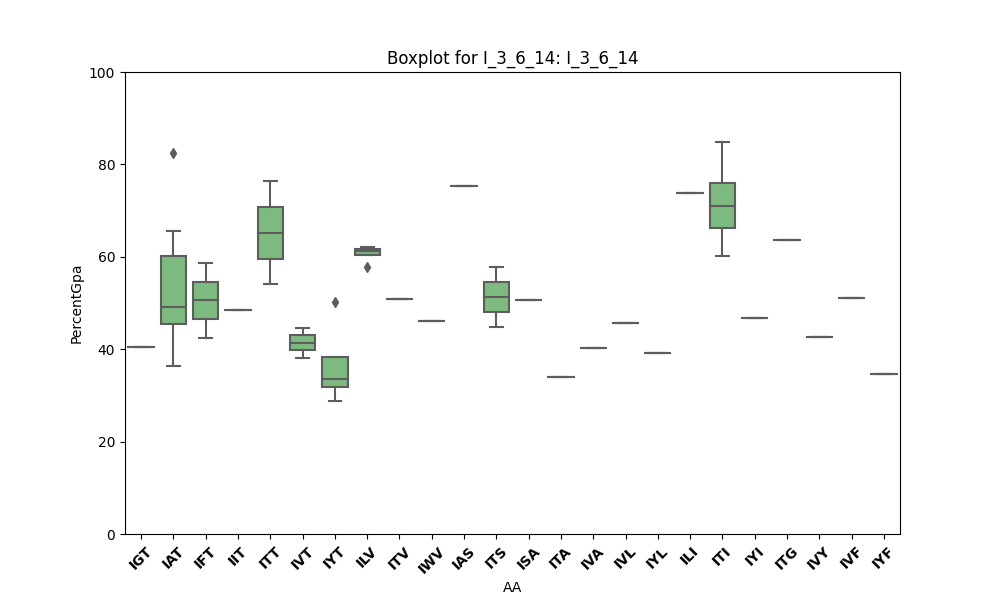 Boxplot for I_3_6_14: I_3_6_14
100
80
60
40
20
0
PercentGpa
IGT IAT IFT IIT ITT IVT IYT ILV ITV IWV IAS ITS ISA ITA IVA IVL IYL ILI ITI IYI ITG IVY IVF IYF
AA